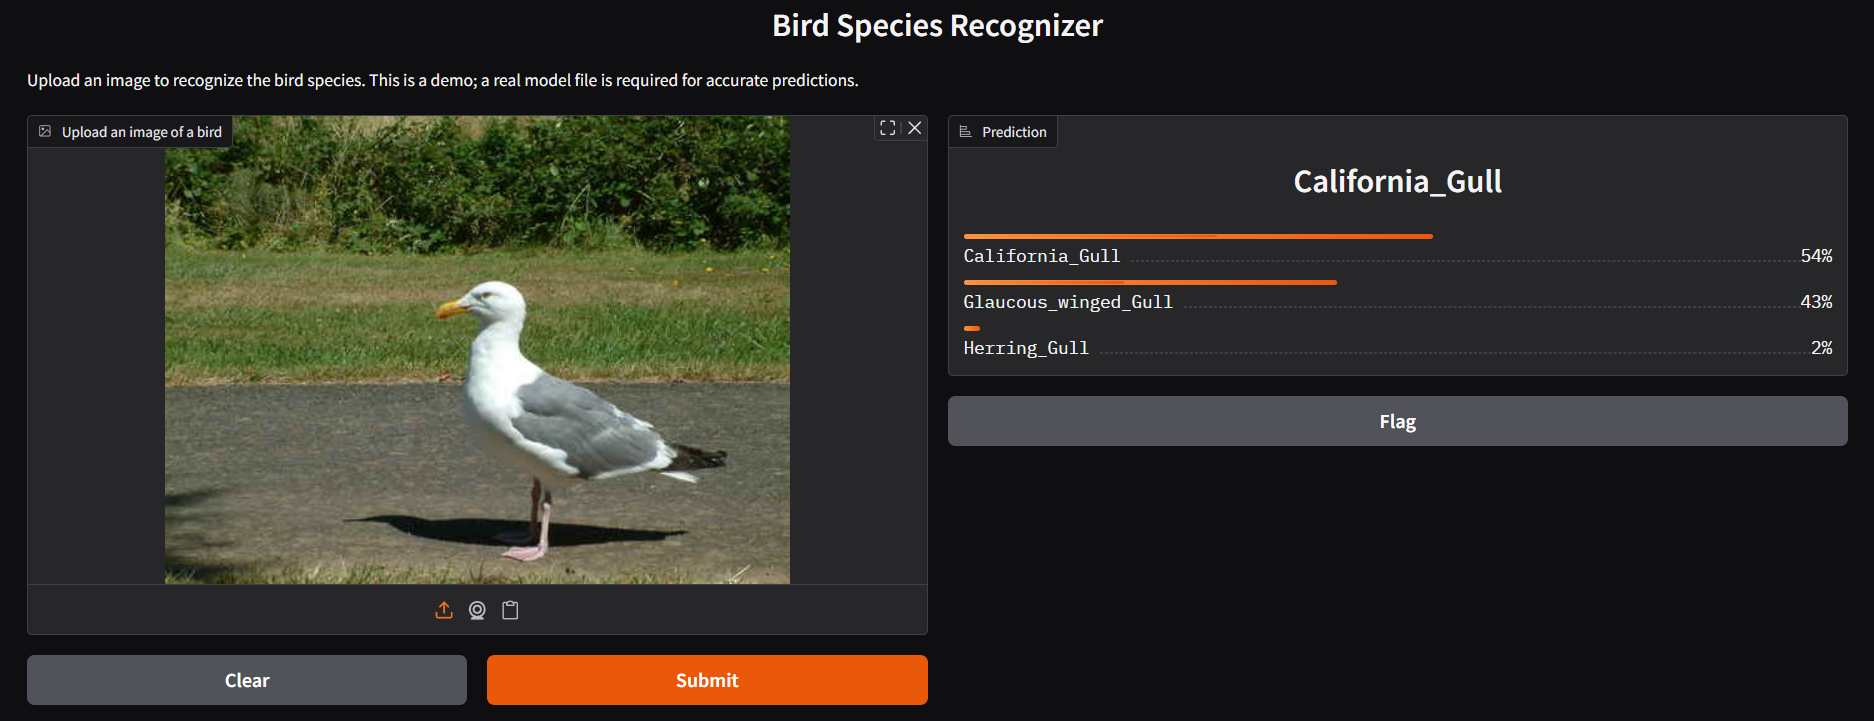 Bird Species Recognizer
Upload an image to recognize the bird species. This is a demo; a real model file is required for accurate predictions.
Upload an image of a bird
Prediction
California_Gull
California_Gull 54%
Glaucous_winged_Gull 43%
Herring_Gull 2%
Flag
Clear
Submit